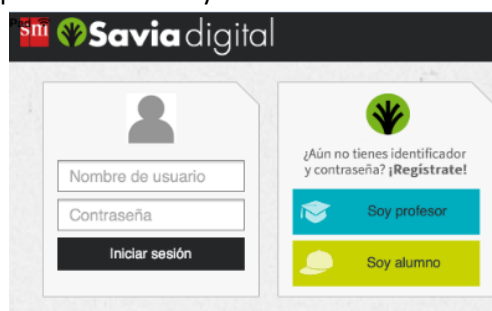 sm Savia digital
Nombre de usuario
Contraseña
Iniciar sesión
¿Aún no tienes identificador
y contraseña? ¡Regístrate!
Soy profesor
Soy alumno